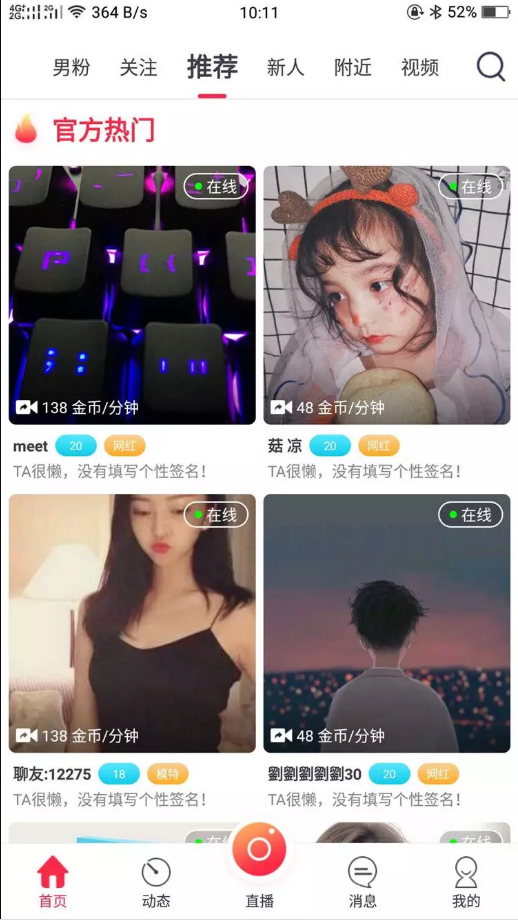 4G 2G 2G 364 B/s 10:11 52%
男粉 关注 推荐 新人 附近 视频
官方热门
在线 在线
P
138 金币/分钟 48 金币/分钟
meet 20 网红 菇 凉 20 网红
TA很懒，没有填写个性签名！ TA很懒，没有填写个性签名！
在线 在线
138 金币/分钟 48 金币/分钟
聊友:12275 18 模特 劉劉劉劉劉30 20 网红
TA很懒，没有填写个性签名！ TA很懒，没有填写个性签名！
在线 在线
首页 动态 直播 消息 我的